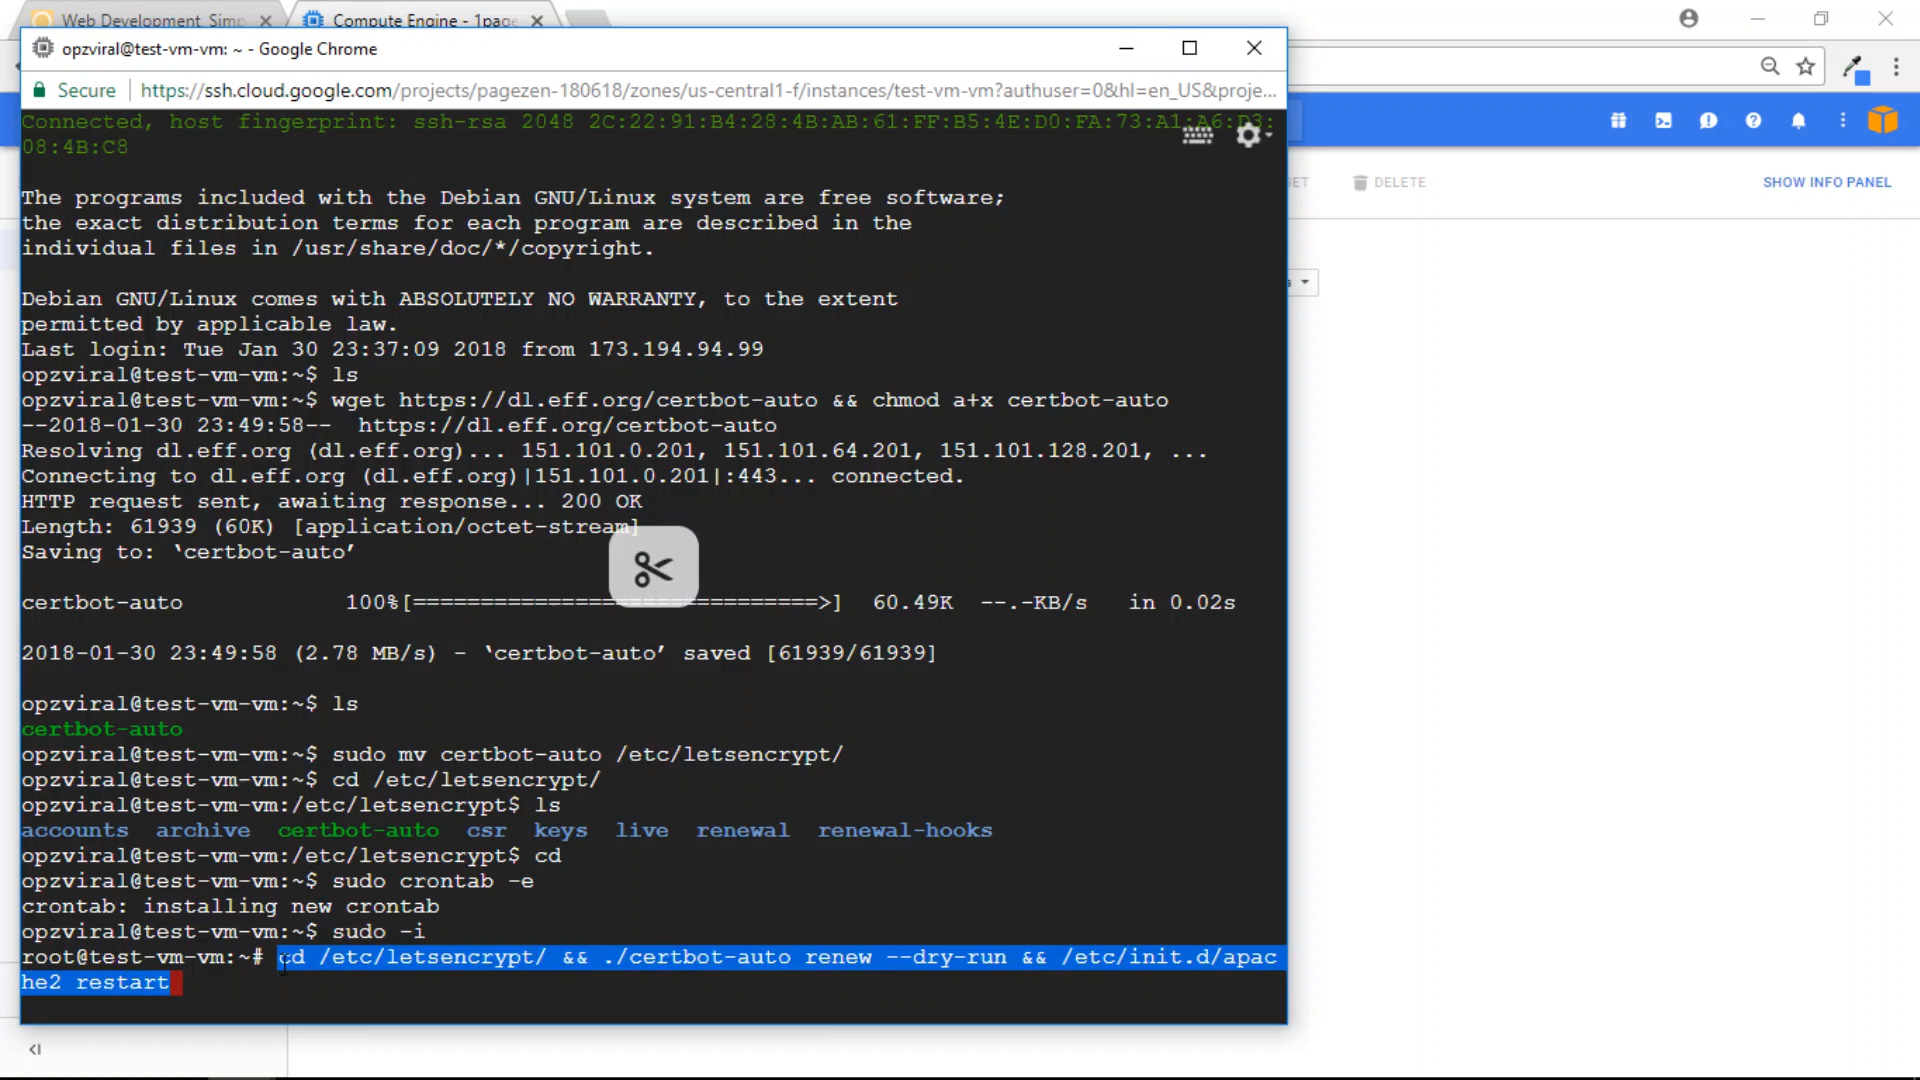 Web Development, Simp
Compute Engine - 1page
opzviral@test-vm-vm: ~ - Google Chrome
Secure
https://ssh.cloud.google.com/projects/pagezen-180618/zones/us-central1-f/instances/test-vm-vm?authuser=0&hl=en_US&proje...
Connected, host fingerprint: ssh-rsa 2048 2C:22:91:B4:28:4B:AB:61:FF:B5:4E:D0:FA:73:A1:A6:D3:
08:4B:C8
DELETE
SHOW INFO PANEL
The programs included with the Debian GNU/Linux system are free software;
the exact distribution terms for each program are described in the
individual files in /usr/share/doc/*/copyright.
Debian GNU/Linux comes with ABSOLUTELY NO WARRANTY, to the extent
permitted by applicable law.
Last login: Tue Jan 30 23:37:09 2018 from 173.194.94.99
opzviral@test-vm-vm:~$ ls
opzviral@test-vm-vm:~$ wget https://dl.eff.org/certbot-auto && chmod a+x certbot-auto
--2018-01-30 23:49:58--  https://dl.eff.org/certbot-auto
Resolving dl.eff.org (dl.eff.org)... 151.101.0.201, 151.101.64.201, 151.101.128.201, ...
Connecting to dl.eff.org (dl.eff.org)|151.101.0.201|:443... connected.
HTTP request sent, awaiting response... 200 OK
Length: 61939 (60K) [application/octet-stream]
Saving to: ‘certbot-auto’
certbot-auto 100%[==============================>] 60.49K --.-KB/s in 0.02s
2018-01-30 23:49:58 (2.78 MB/s) - ‘certbot-auto’ saved [61939/61939]
opzviral@test-vm-vm:~$ ls
certbot-auto
opzviral@test-vm-vm:~$ sudo mv certbot-auto /etc/letsencrypt/
opzviral@test-vm-vm:~$ cd /etc/letsencrypt/
opzviral@test-vm-vm:/etc/letsencrypt$ ls
accounts archive certbot-auto csr keys live renewal renewal-hooks
opzviral@test-vm-vm:/etc/letsencrypt$ cd
opzviral@test-vm-vm:~$ sudo crontab -e
crontab: installing new crontab
opzviral@test-vm-vm:~$ sudo -i
root@test-vm-vm:~# cd /etc/letsencrypt/ && ./certbot-auto renew --dry-run && /etc/init.d/apac
he2 restart